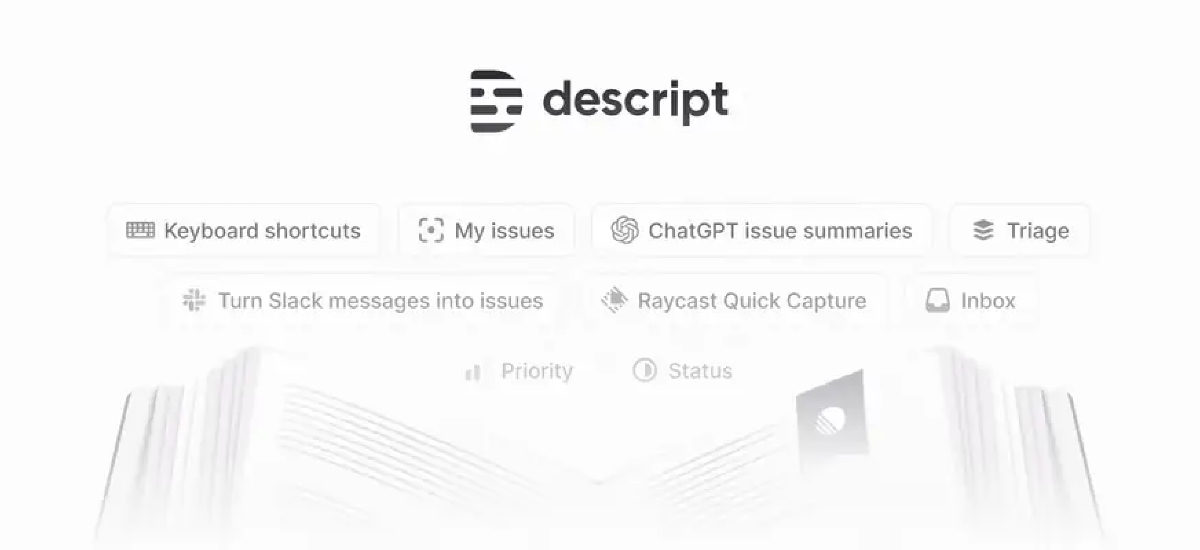 descript
Keyboard shortcuts My issues ChatGPT issue summaries Triage
Turn Slack messages into issues Raycast Quick Capture Inbox
Priority Status